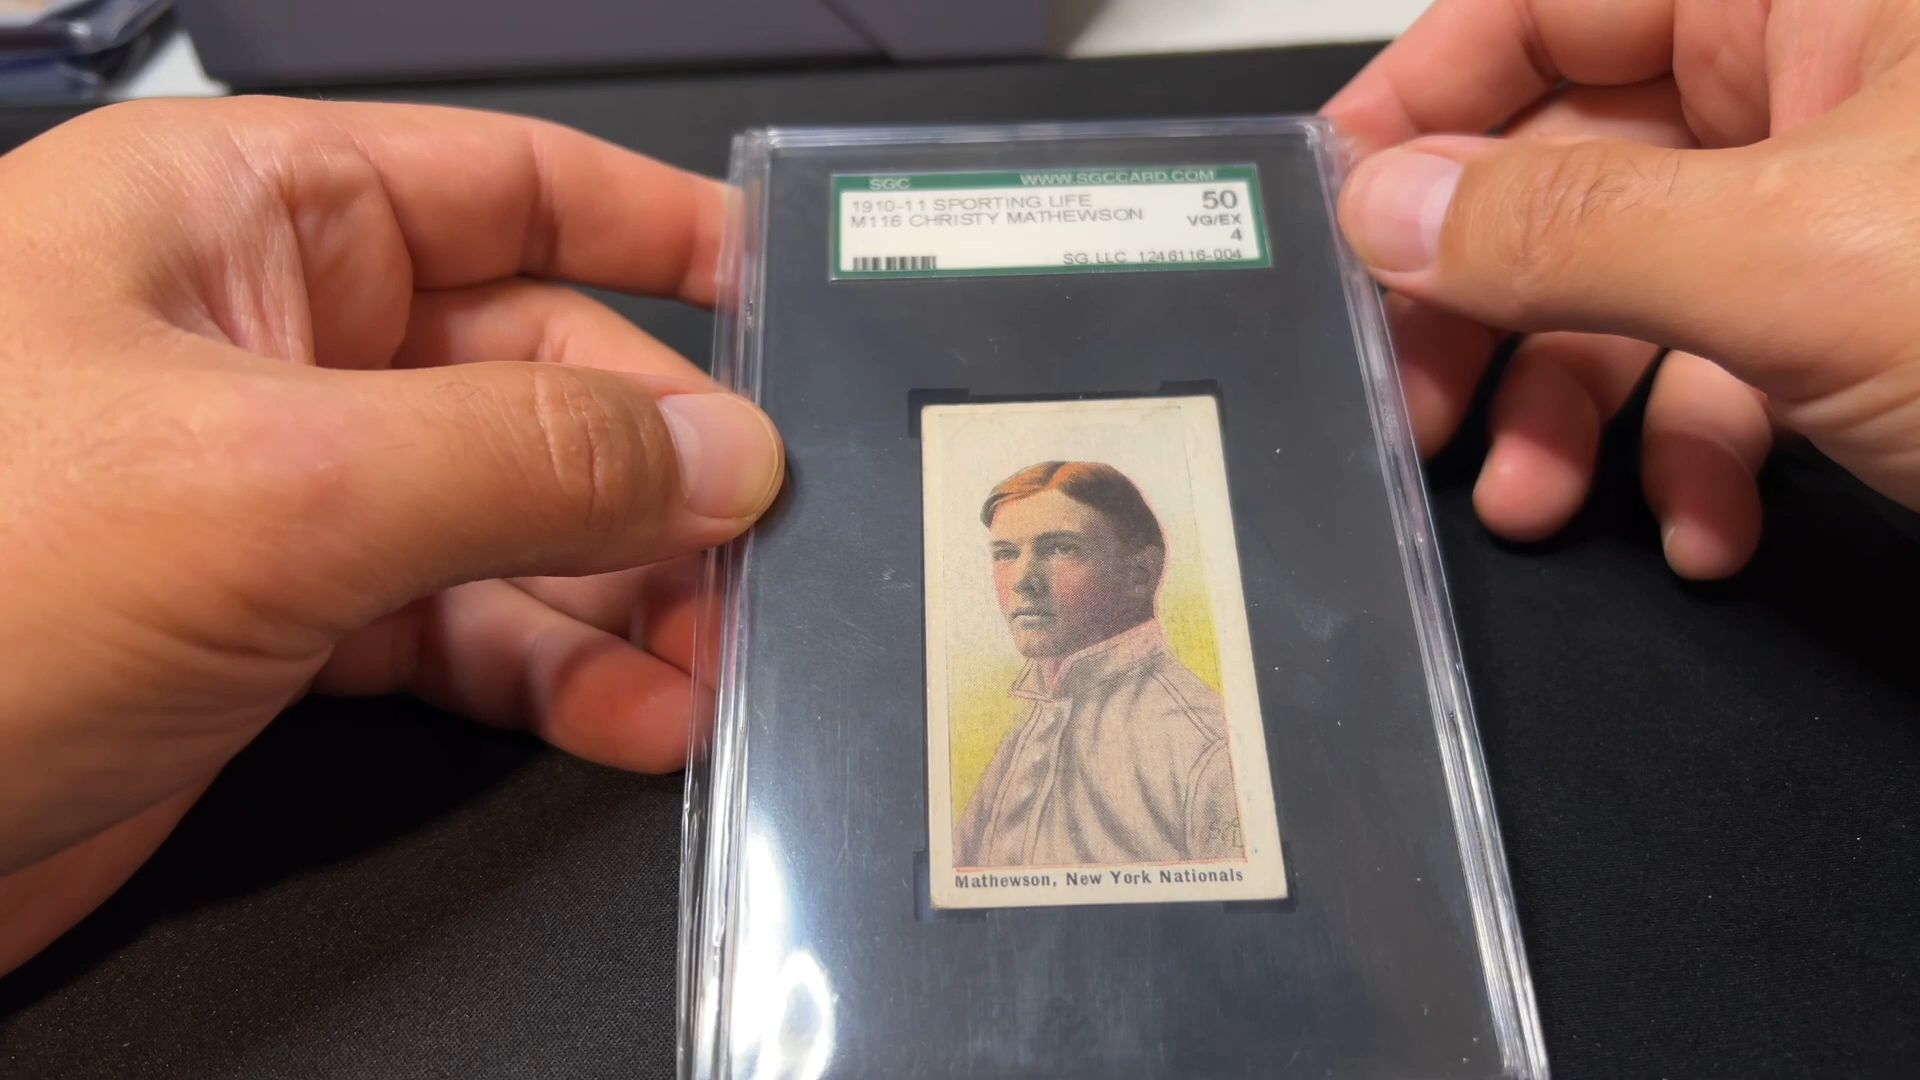 SGC WWW.SGCCARD.COM
1910-11 SPORTING LIFE 50
M116 CHRISTY MATHEWSON VG/EX
4
SG, LLC 1246116-004
Mathewson, New York Nationals